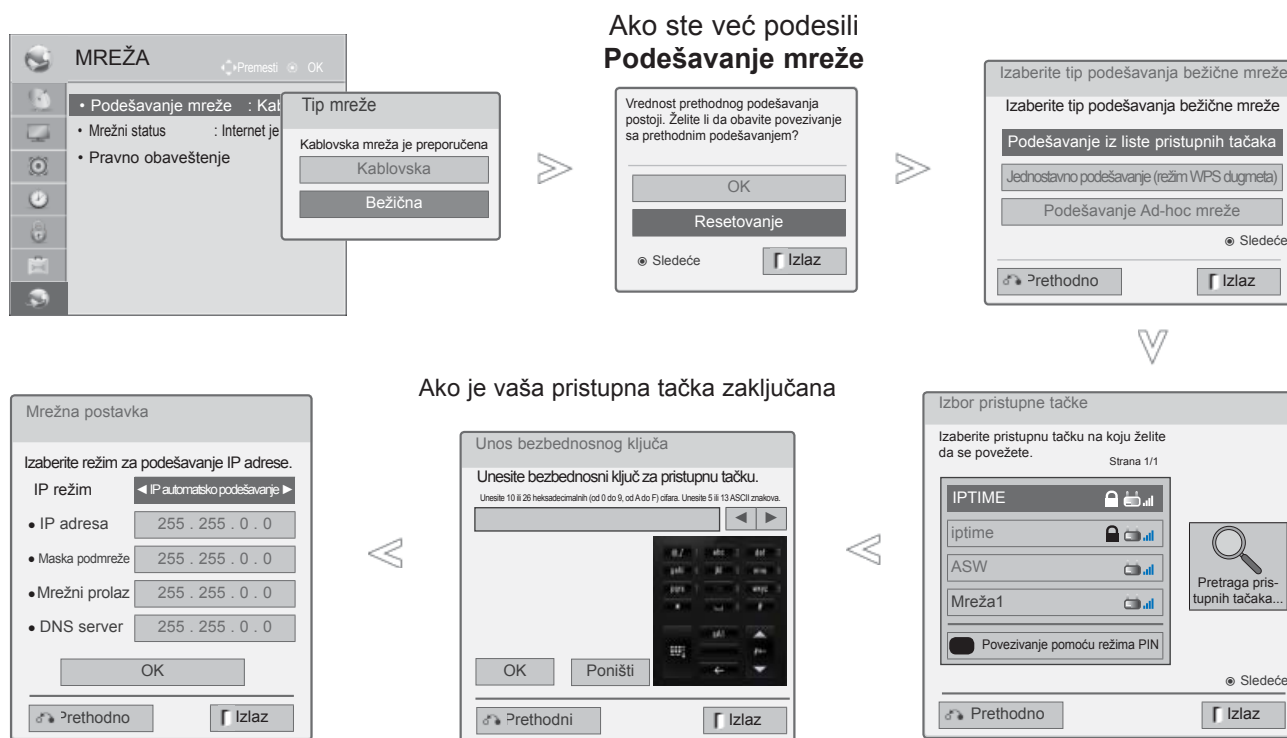 MREŽA
Premesti OK
• Podešavanje mreže : Kab
• Mrežni status : Internet je
• Pravno obaveštenje
Tip mreže
Kablovska mreža je preporučena
Kablovska
Bežična
Ako ste već podesili
Podešavanje mreže
Vrednost prethodnog podešavanja
postoji. Želite li da obavite povezivanje
sa prethodnim podešavanjem?
OK
Resetovanje
Sledeće
Izlaz
Izaberite tip podešavanja bežične mreže
Izaberite tip podešavanja bežične mreže
Podešavanje iz liste pristupnih tačaka
Jednostavno podešavanje (režim WPS dugmeta)
Podešavanje Ad-hoc mreže
Sledeće
Prethodno
Izlaz
Izbor pristupne tačke
Izaberite pristupnu tačku na koju želite
da se povežete.
Strana 1/1
IPTIME
iptime
ASW
Mreža1
Povezivanje pomoću režima PIN
Pretraga pris-
tupnih tačaka...
Sledeće
Prethodno
Izlaz
Ako je vaša pristupna tačka zaključana
Unos bezbednosnog ključa
Unesite bezbednosni ključ za pristupnu tačku.
Unesite 10 ili 26 heksadecimalnih (od 0 do 9, od A do F) cifara. Unesite 5 ili 13 ASCII znakova.
OK
Poništi
Prethodni
Izlaz
Mrežna postavka
Izaberite režim za podešavanje IP adrese.
IP režim ◄ IP automatsko podešavanje ►
• IP adresa 255 . 255 . 0 . 0
• Maska podmreže 255 . 255 . 0 . 0
• Mrežni prolaz 255 . 255 . 0 . 0
• DNS server 255 . 255 . 0 . 0
OK
Prethodno
Izlaz